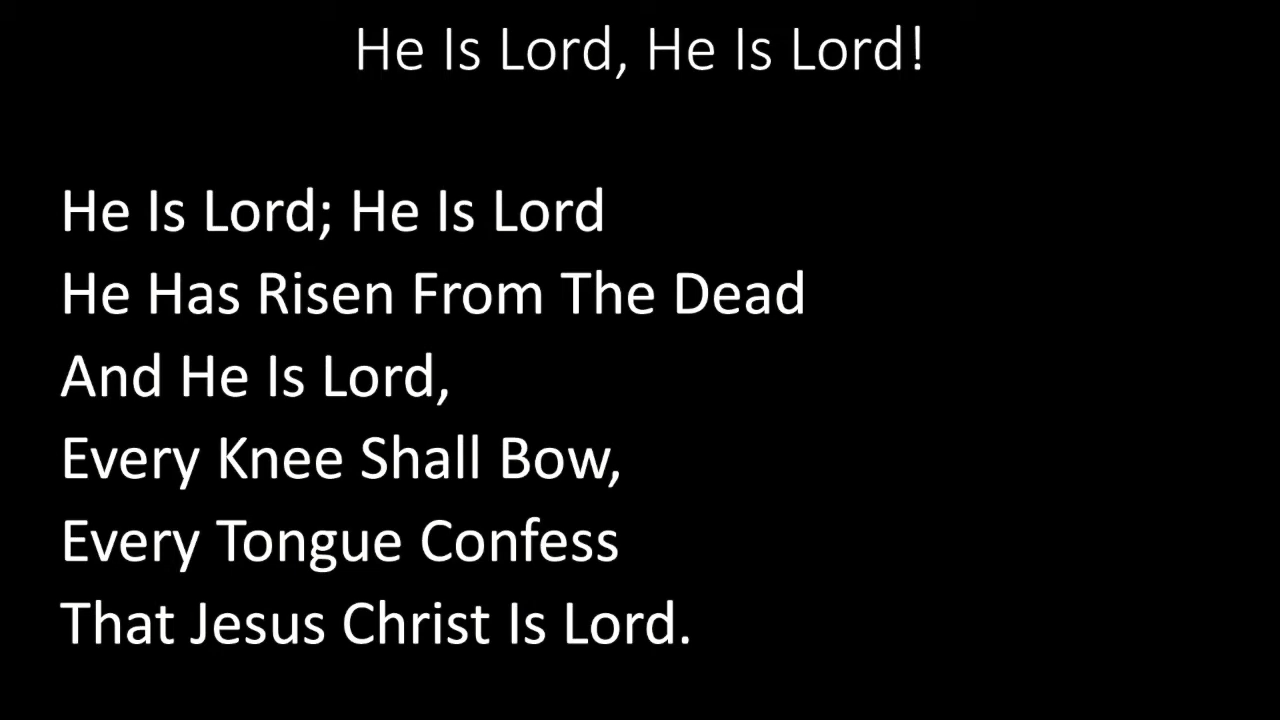 He Is Lord, He Is Lord!
He Is Lord; He Is Lord
He Has Risen From The Dead
And He Is Lord,
Every Knee Shall Bow,
Every Tongue Confess
That Jesus Christ Is Lord.